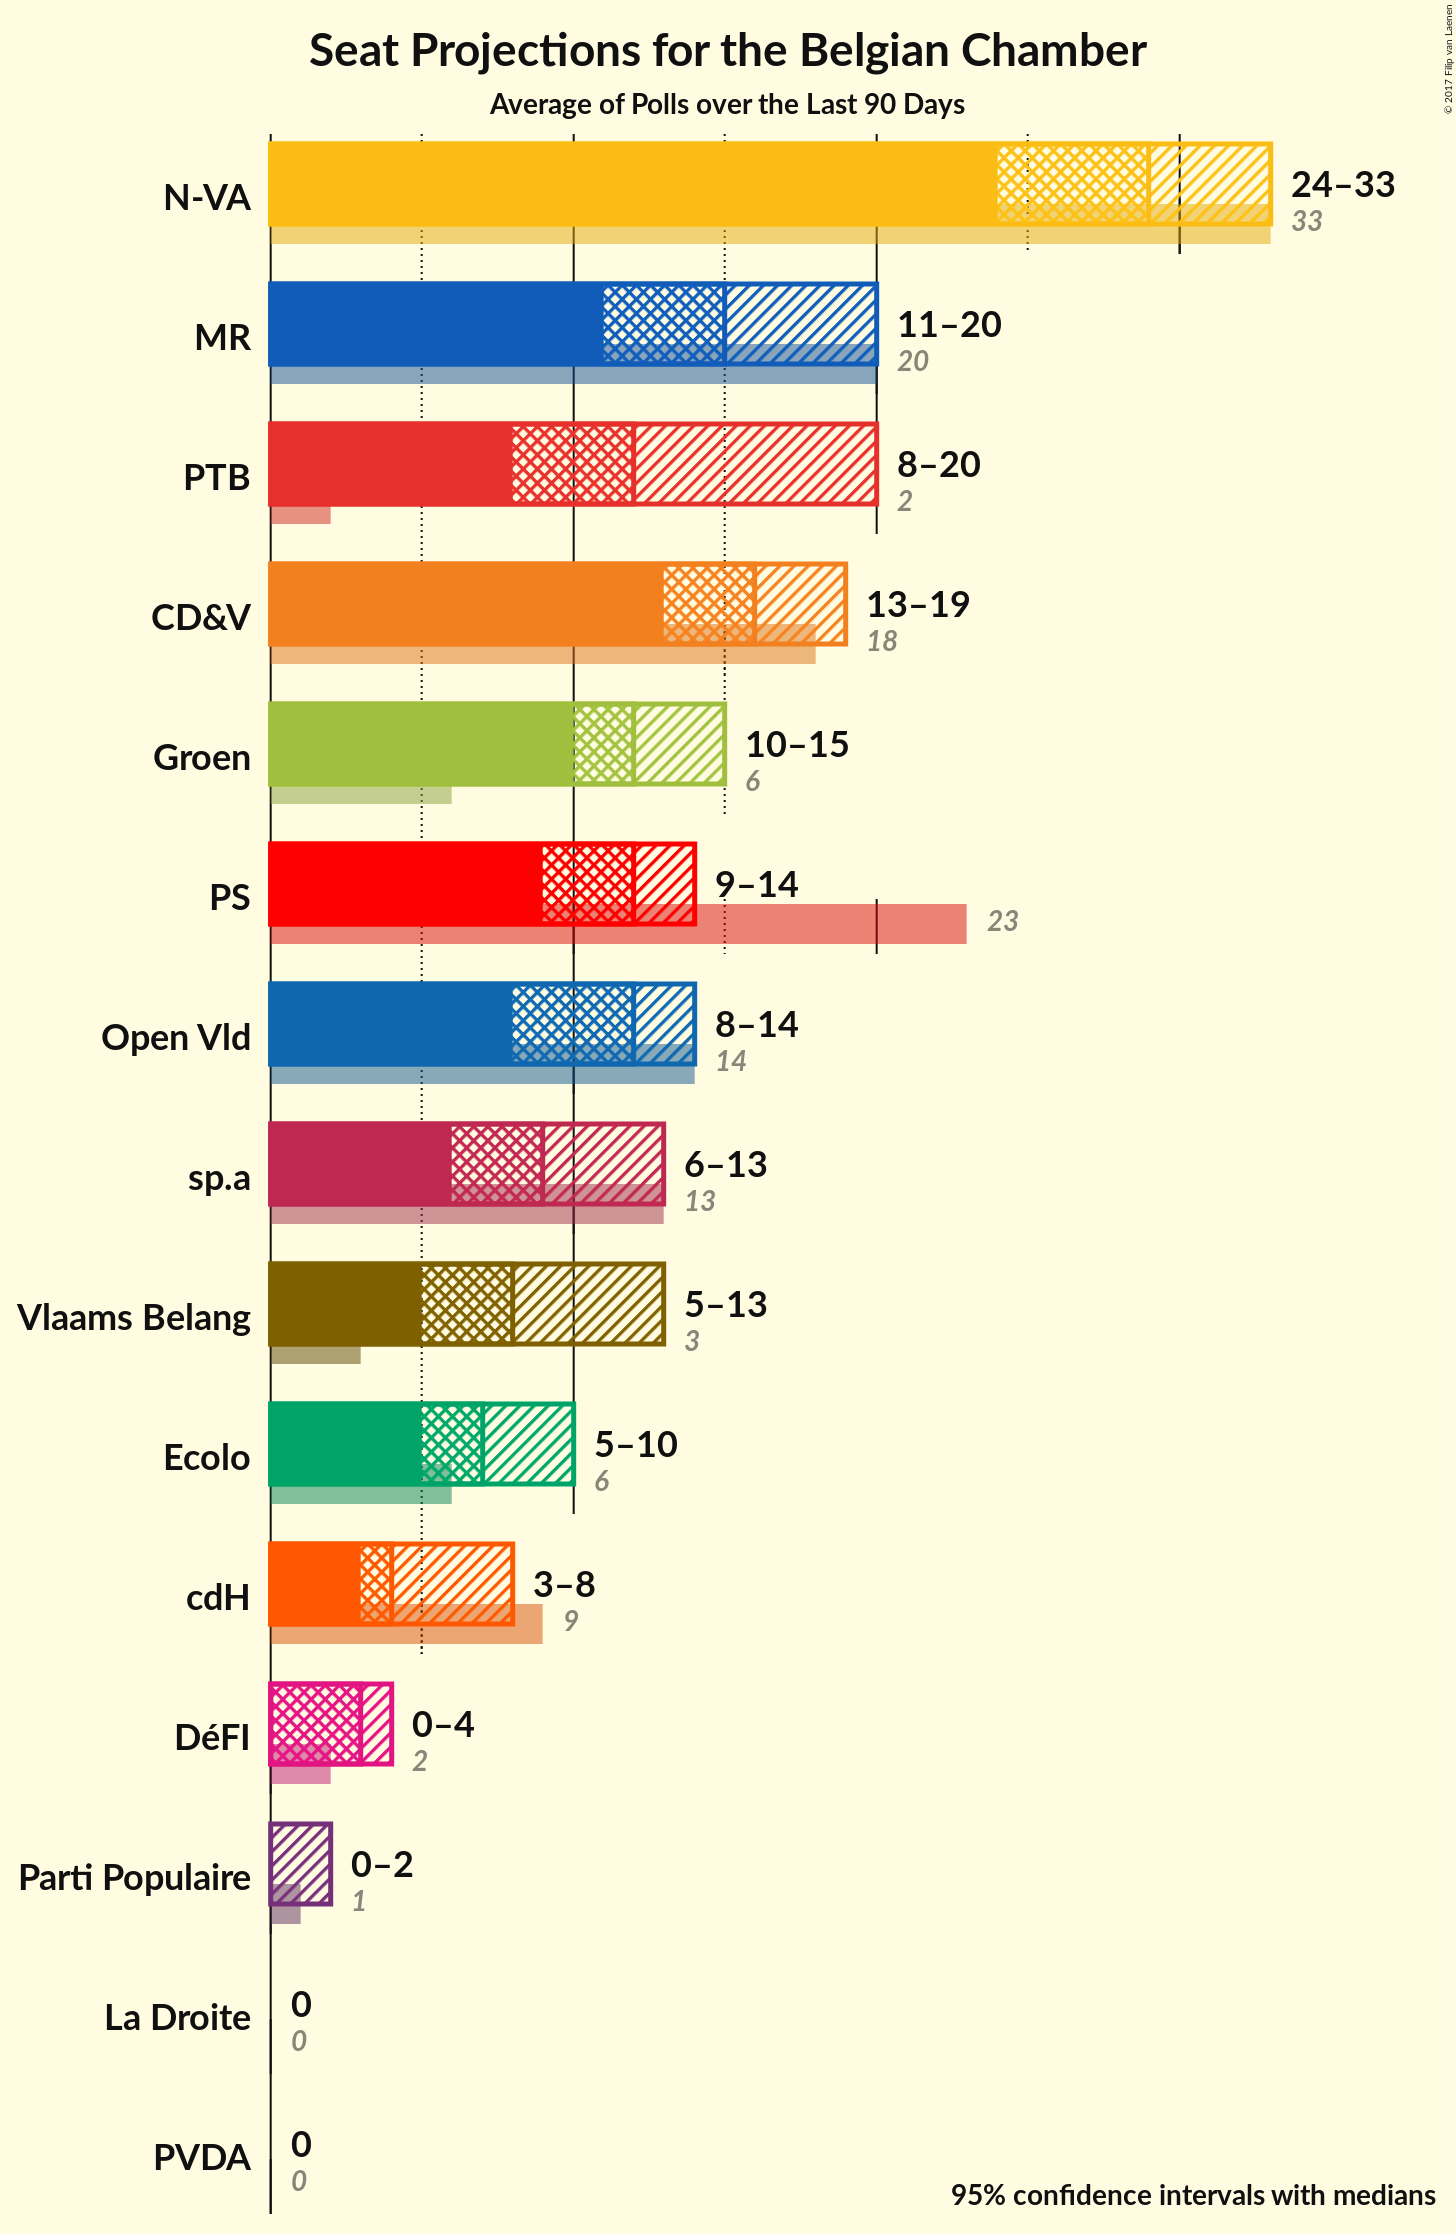 Seat Projections for the Belgian Chamber
Average of Polls over the Last 90 Days
© 2017 Filip van Laenen
N-VA
24–33
33
MR
11–20
20
PTB
8–20
2
CD&V
13–19
18
Groen
10–15
6
PS
9–14
23
Open Vld
8–14
14
sp.a
6–13
13
Vlaams Belang
5–13
3
Ecolo
5–10
6
cdH
3–8
9
DéFI
0–4
2
Parti Populaire
0–2
1
La Droite
0
0
PVDA
0
0
95% confidence intervals with medians